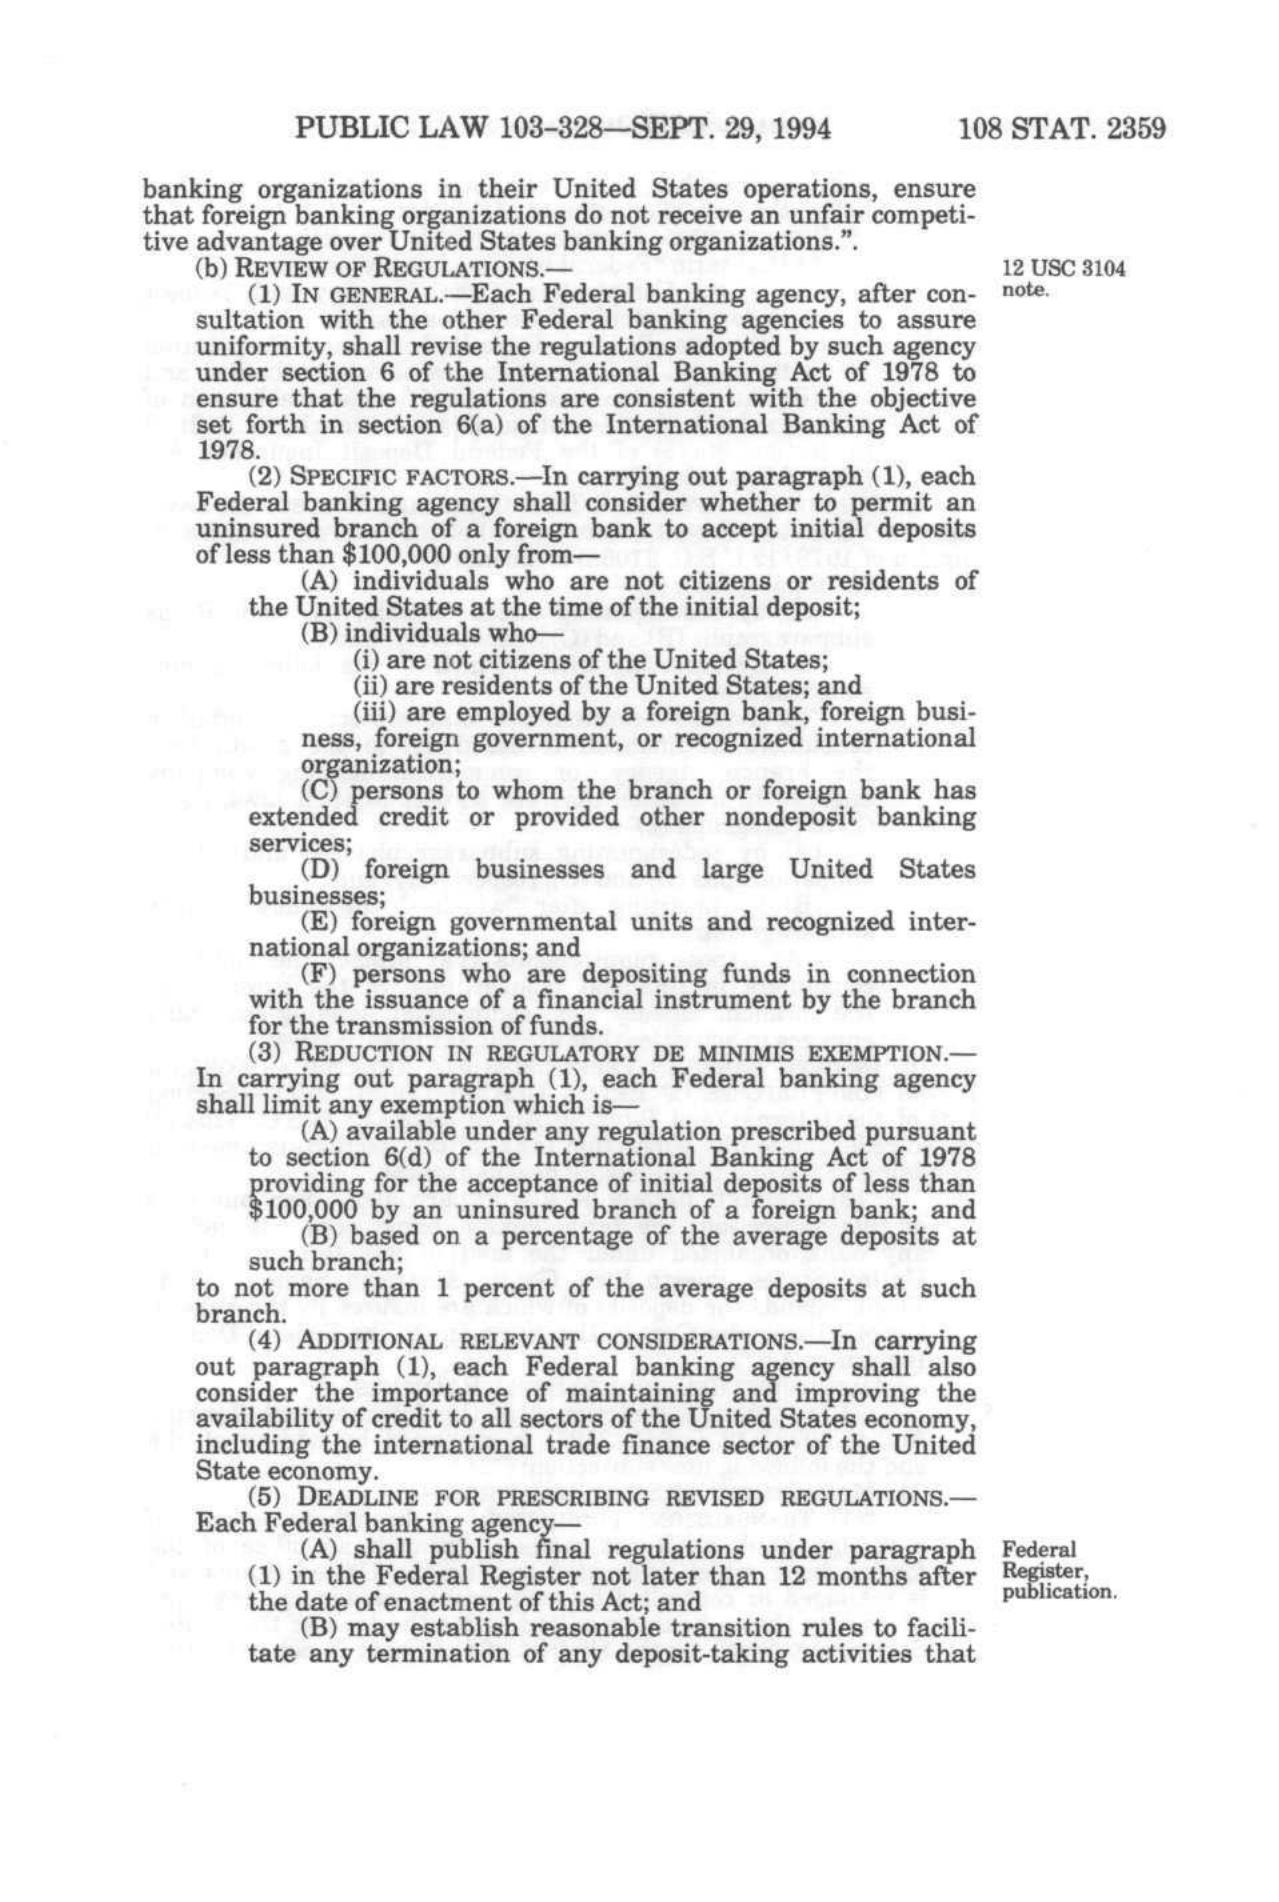 PUBLIC LAW 103-328—SEPT. 29, 1994 108 STAT. 2359
banking organizations in their United States operations, ensure
that foreign banking organizations do not receive an unfair competi-
tive advantage over United States banking organizations.”.
(b) REVIEW OF REGULATIONS.—
12 USC 3104
note.
(1) IN GENERAL.—Each Federal banking agency, after con-
sultation with the other Federal banking agencies to assure
uniformity, shall revise the regulations adopted by such agency
under section 6 of the International Banking Act of 1978 to
ensure that the regulations are consistent with the objective
set forth in section 6(a) of the International Banking Act of
1978.
(2) SPECIFIC FACTORS.—In carrying out paragraph (1), each
Federal banking agency shall consider whether to permit an
uninsured branch of a foreign bank to accept initial deposits
of less than $100,000 only from—
(A) individuals who are not citizens or residents of
the United States at the time of the initial deposit;
(B) individuals who—
(i) are not citizens of the United States;
(ii) are residents of the United States; and
(iii) are employed by a foreign bank, foreign busi-
ness, foreign government, or recognized international
organization;
(C) persons to whom the branch or foreign bank has
extended credit or provided other nondeposit banking
services;
(D) foreign businesses and large United States
businesses;
(E) foreign governmental units and recognized inter-
national organizations; and
(F) persons who are depositing funds in connection
with the issuance of a financial instrument by the branch
for the transmission of funds.
(3) REDUCTION IN REGULATORY DE MINIMIS EXEMPTION.—
In carrying out paragraph (1), each Federal banking agency
shall limit any exemption which is—
(A) available under any regulation prescribed pursuant
to section 6(d) of the International Banking Act of 1978
providing for the acceptance of initial deposits of less than
$100,000 by an uninsured branch of a foreign bank; and
(B) based on a percentage of the average deposits at
such branch;
to not more than 1 percent of the average deposits at such
branch.
(4) ADDITIONAL RELEVANT CONSIDERATIONS.—In carrying
out paragraph (1), each Federal banking agency shall also
consider the importance of maintaining and improving the
availability of credit to all sectors of the United States economy,
including the international trade finance sector of the United
State economy.
(5) DEADLINE FOR PRESCRIBING REVISED REGULATIONS.—
Each Federal banking agency—
(A) shall publish final regulations under paragraph
(1) in the Federal Register not later than 12 months after
the date of enactment of this Act; and
Federal
Register,
publication.
(B) may establish reasonable transition rules to facili-
tate any termination of any deposit-taking activities that